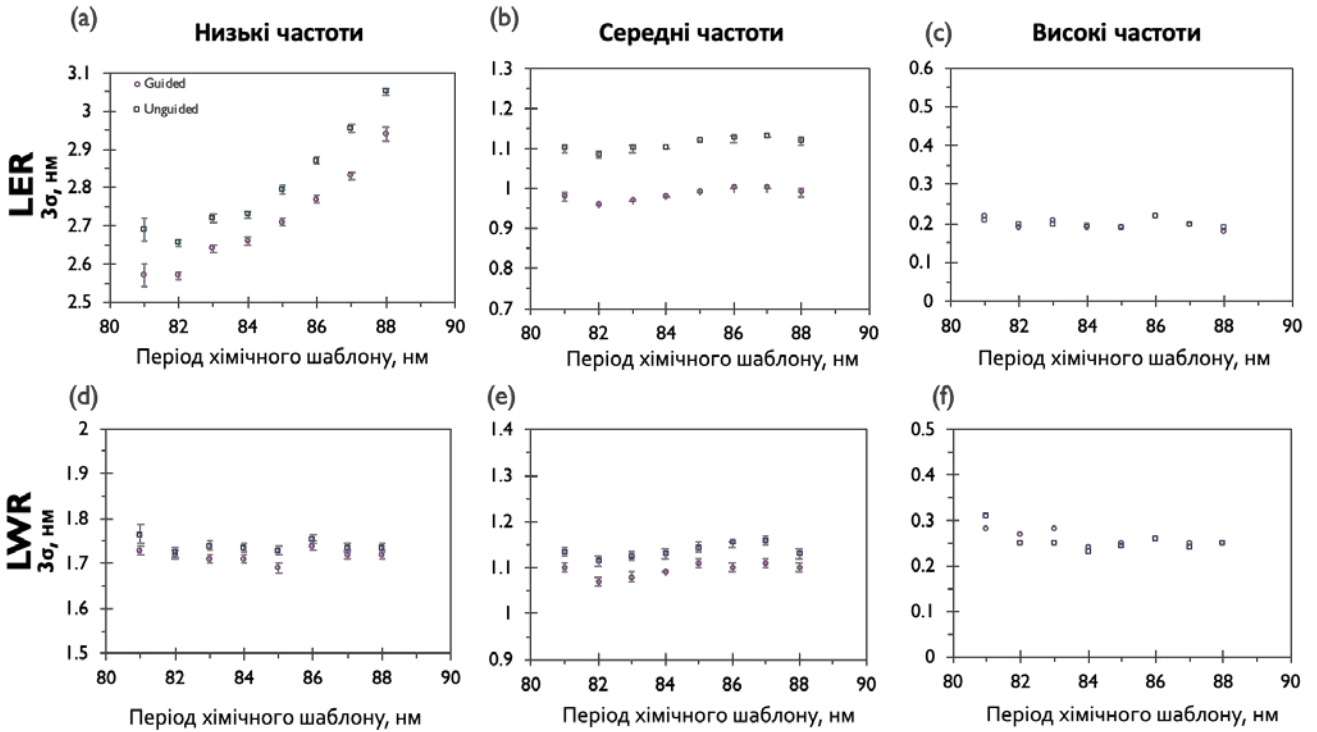 (a)
Низькі частоти
(b)
Середні частоти
(c)
Високі частоти
LER
3σ, нм
Guided
Unguided
3.1
3
2.9
2.8
2.7
2.6
2.5
80 82 84 86 88 90
Період хімічного шаблону, нм
1.3
1.2
1.1
1
0.9
0.8
0.7
80 82 84 86 88 90
Період хімічного шаблону, нм
0.6
0.5
0.4
0.3
0.2
0.1
0
80 82 84 86 88 90
Період хімічного шаблону, нм
(d)
(e)
(f)
LWR
3σ, нм
2
1.9
1.8
1.7
1.6
1.5
80 82 84 86 88 90
Період хімічного шаблону, нм
1.4
1.3
1.2
1.1
1
0.9
80 82 84 86 88 90
Період хімічного шаблону, нм
0.5
0.4
0.3
0.2
0.1
0
80 82 84 86 88 90
Період хімічного шаблону, нм